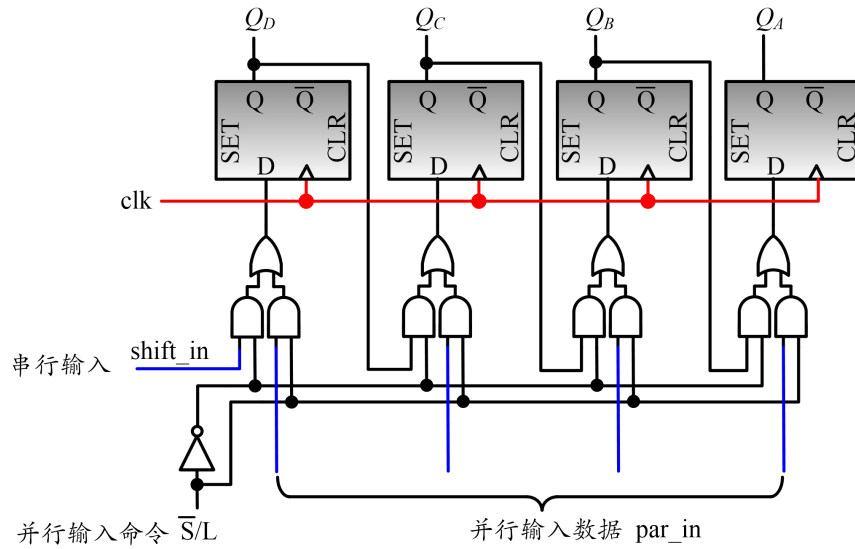 Q_D Q_C Q_B Q_A
Q Q̅ Q Q̅ Q Q̅ Q Q̅
SET CLR SET CLR SET CLR SET CLR
D D D D
clk
串行输入 shift_in
并行输入命令 S̅/L
并行输入数据 par_in